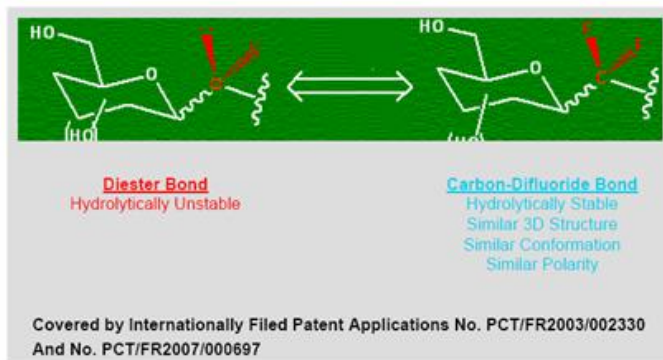 HO
O
HO
O
(HO)
(HO)
Diester Bond
Carbon-Difluoride Bond
Hydrolytically Unstable
Hydrolytically Stable
Similar 3D Structure
Similar Conformation
Similar Polarity
Covered by Internationally Filed Patent Applications No. PCT/FR2003/002330
And No. PCT/FR2007/000697